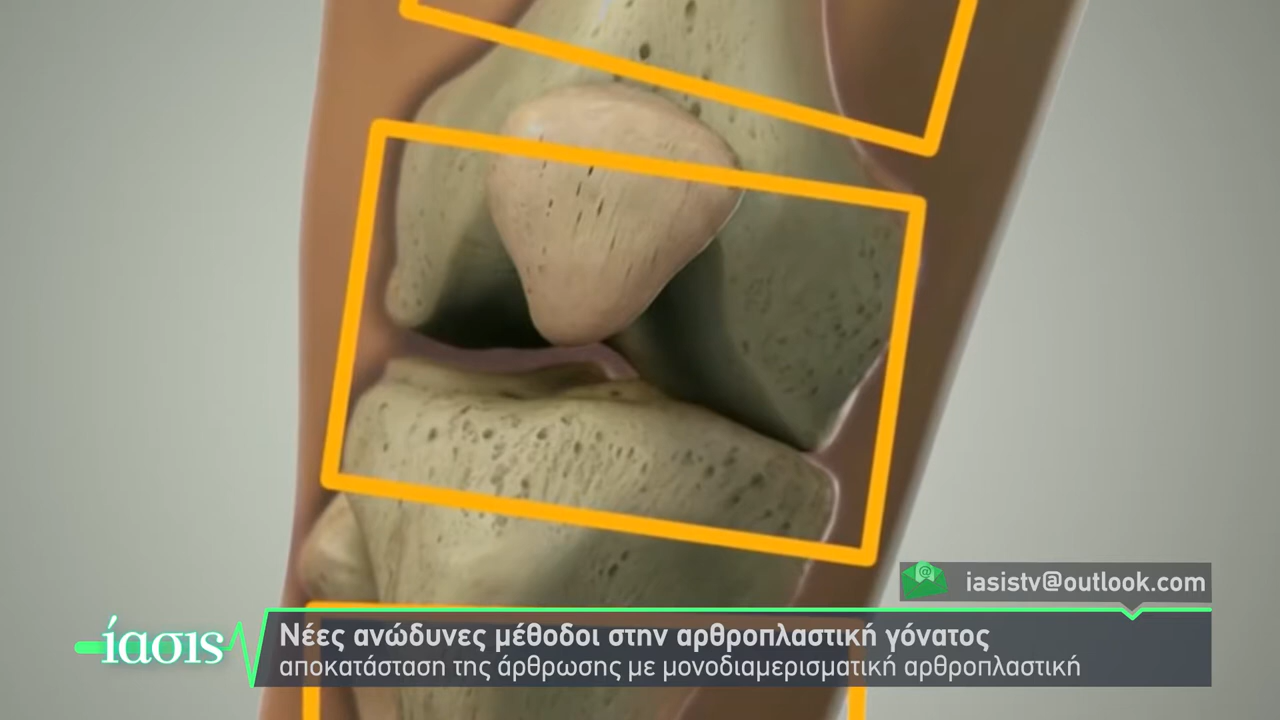 iasistv@outlook.com
ίασις
Νέες ανώδυνες μέθοδοι στην αρθροπλαστική γόνατος
αποκατάσταση της άρθρωσης με μονοδιαμερισματική αρθροπλαστική